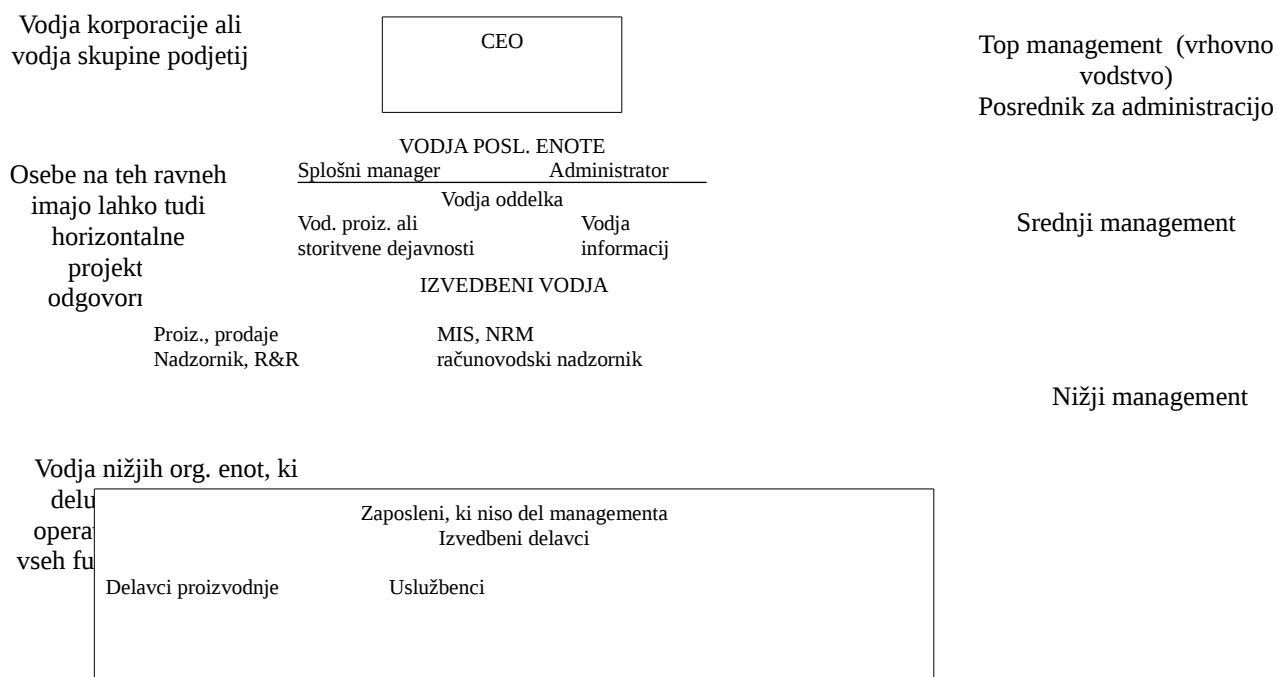 Vodja korporacije ali
vodja skupine podjetij
CEO
Top management (vrhovno
vodstvo)
Posrednik za administracijo
VODJA POSL. ENOTE
Splošni manager Administrator
Osebe na teh ravneh
imajo lahko tudi
horizontalne
projekt
Vodja oddelka
Vod. proiz. ali
storitvene dejavnosti
Vodja
informacij
Srednji management
IZVEDBENI VODJA
Proiz., prodaje
Nadzornik, R&R
MIS, NRM
računovodski nadzornik
Nižji management
Vodja nižjih org. enot, ki
vseh
Zaposleni, ki niso del managementa
Izvedbeni delavci
Delavci proizvodnje Uslužbenci